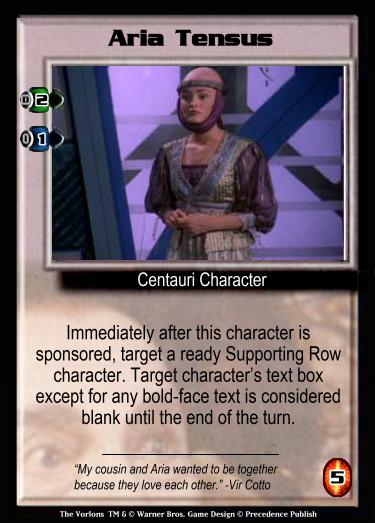 Aria Tensus
2
1
Centauri Character
Immediately after this character is
sponsored, target a ready Supporting Row
character. Target character's text box
except for any bold-face text is considered
blank until the end of the turn.
"My cousin and Aria wanted to be together
because they love each other." -Vir Cotto
5
The Vorlons TM & © Warner Bros. Game Design © Precedence Publish